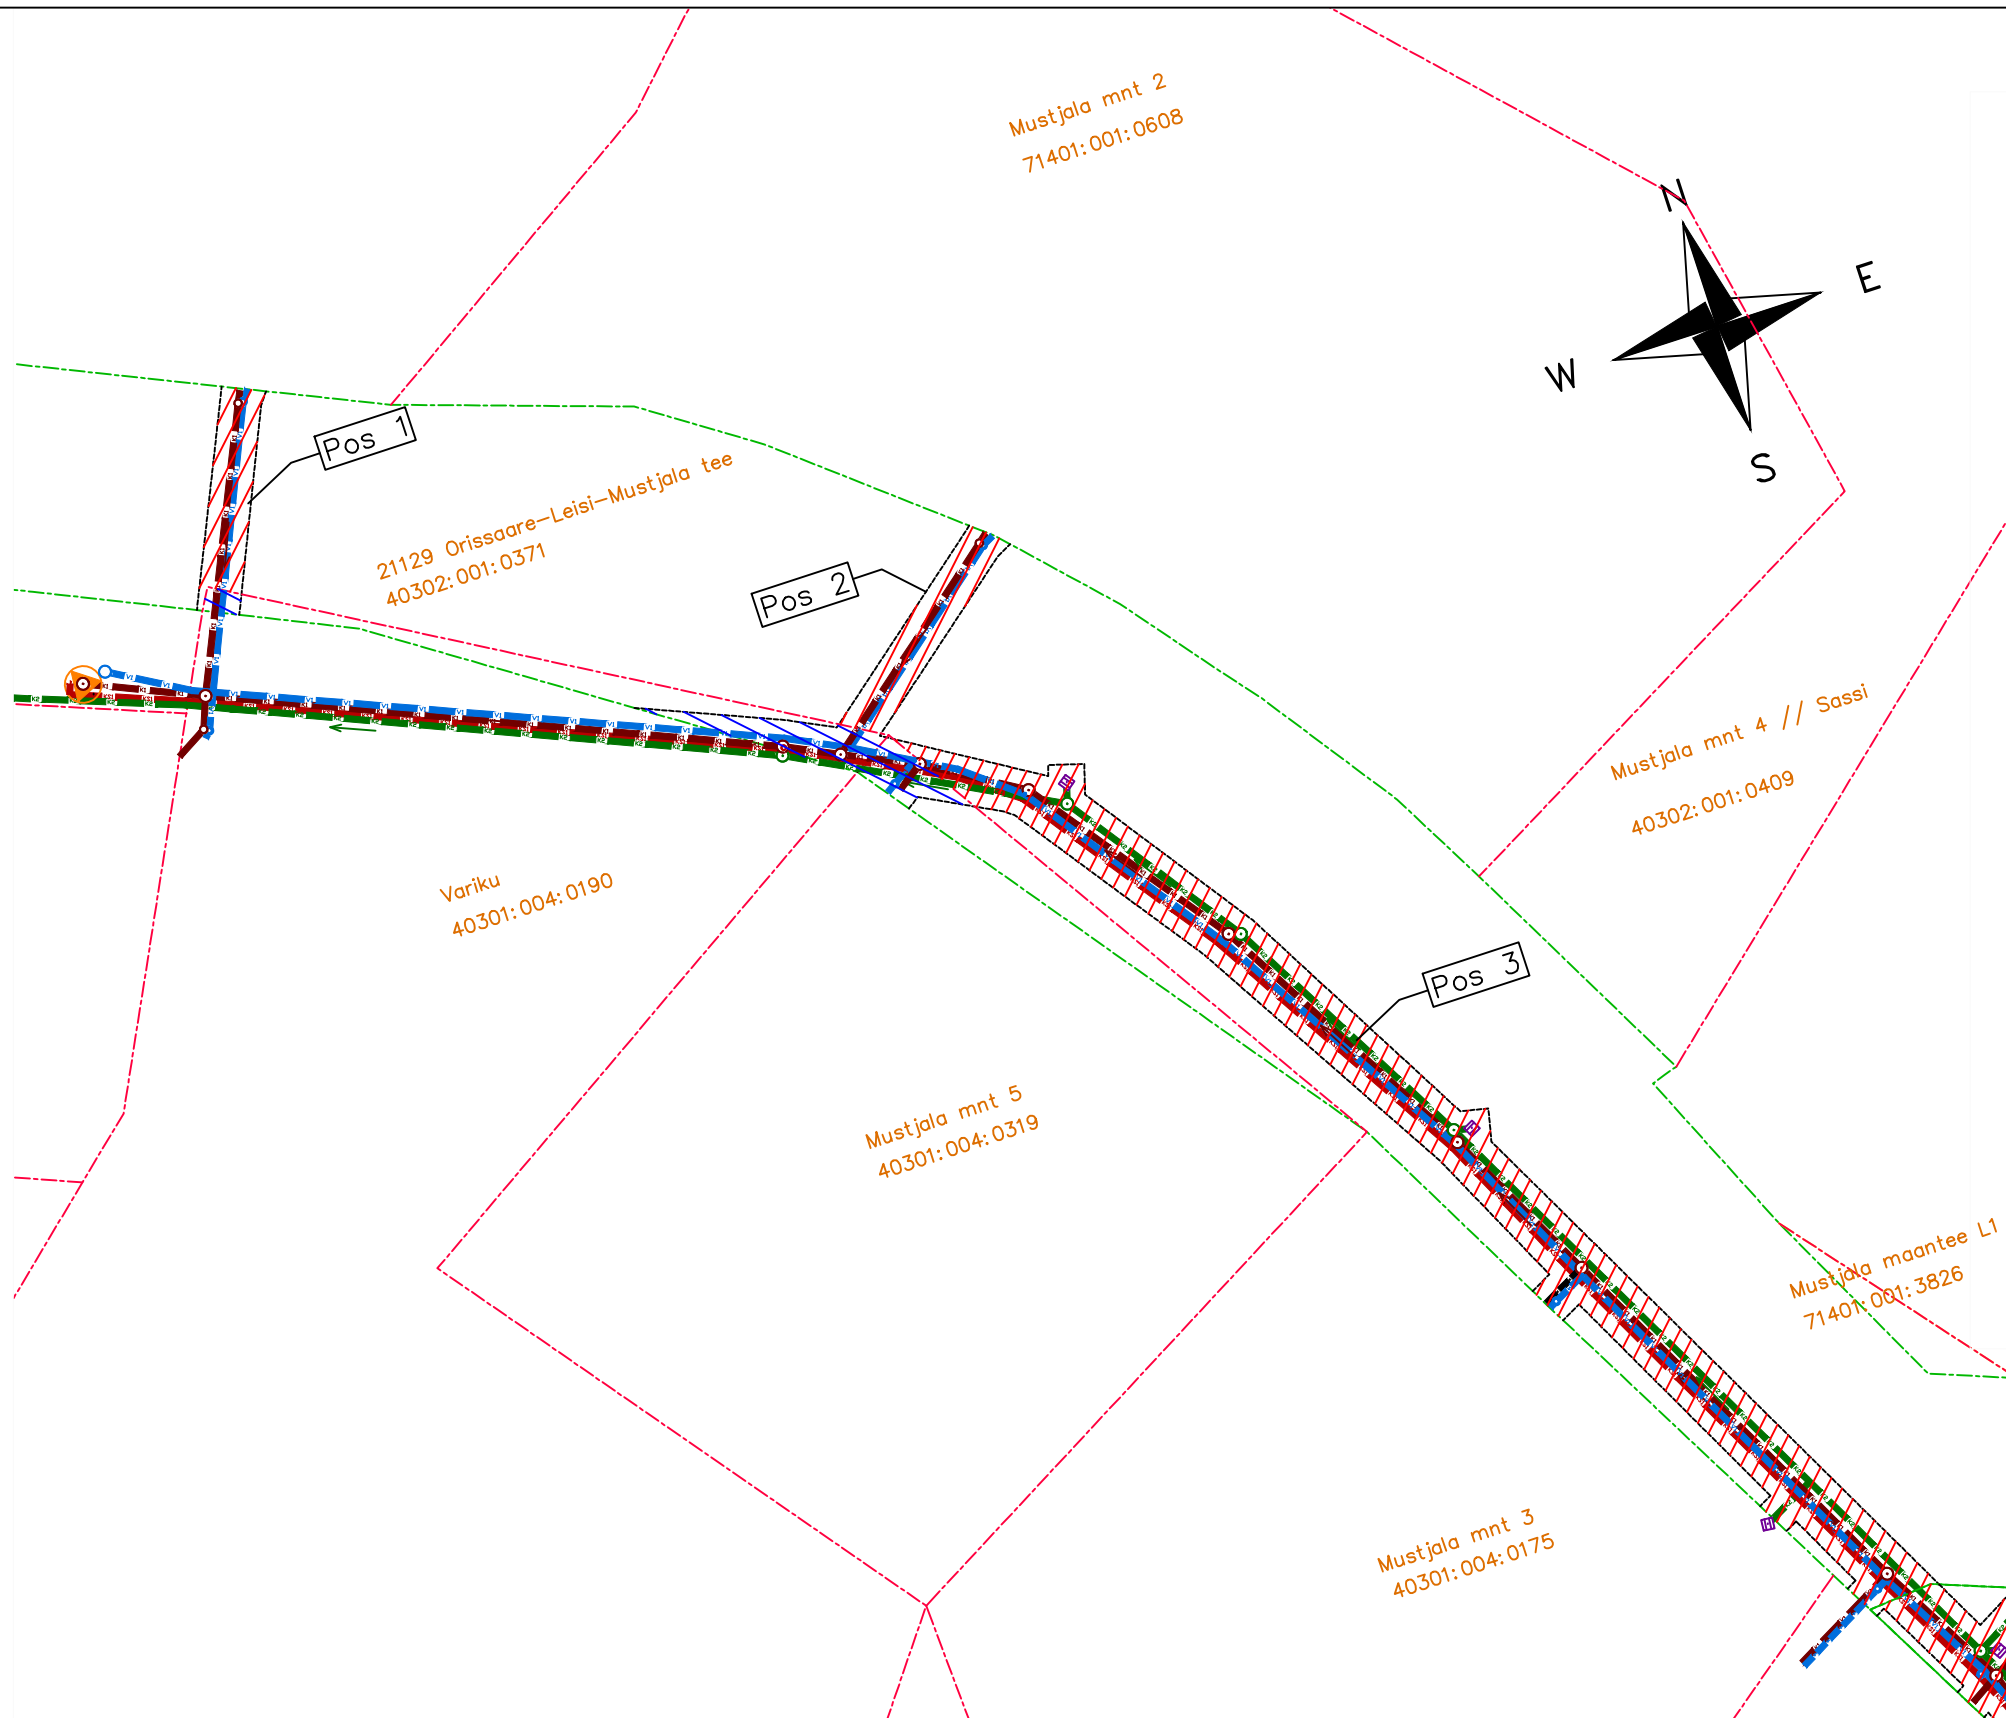 Mustjala mnt 2
71401:001:0608
N
E
W
S
Pos 1
21129 Orissaare-Leisi-Mustjala tee
40302:001:0371
Pos 2
Mustjala mnt 4 // Sassi
40302:001:0409
Variku
40301:004:0190
Pos 3
Mustjala mnt 5
40301:004:0319
Mustjala maantee L1
71401:001:3826
Mustjala mnt 3
40301:004:0175